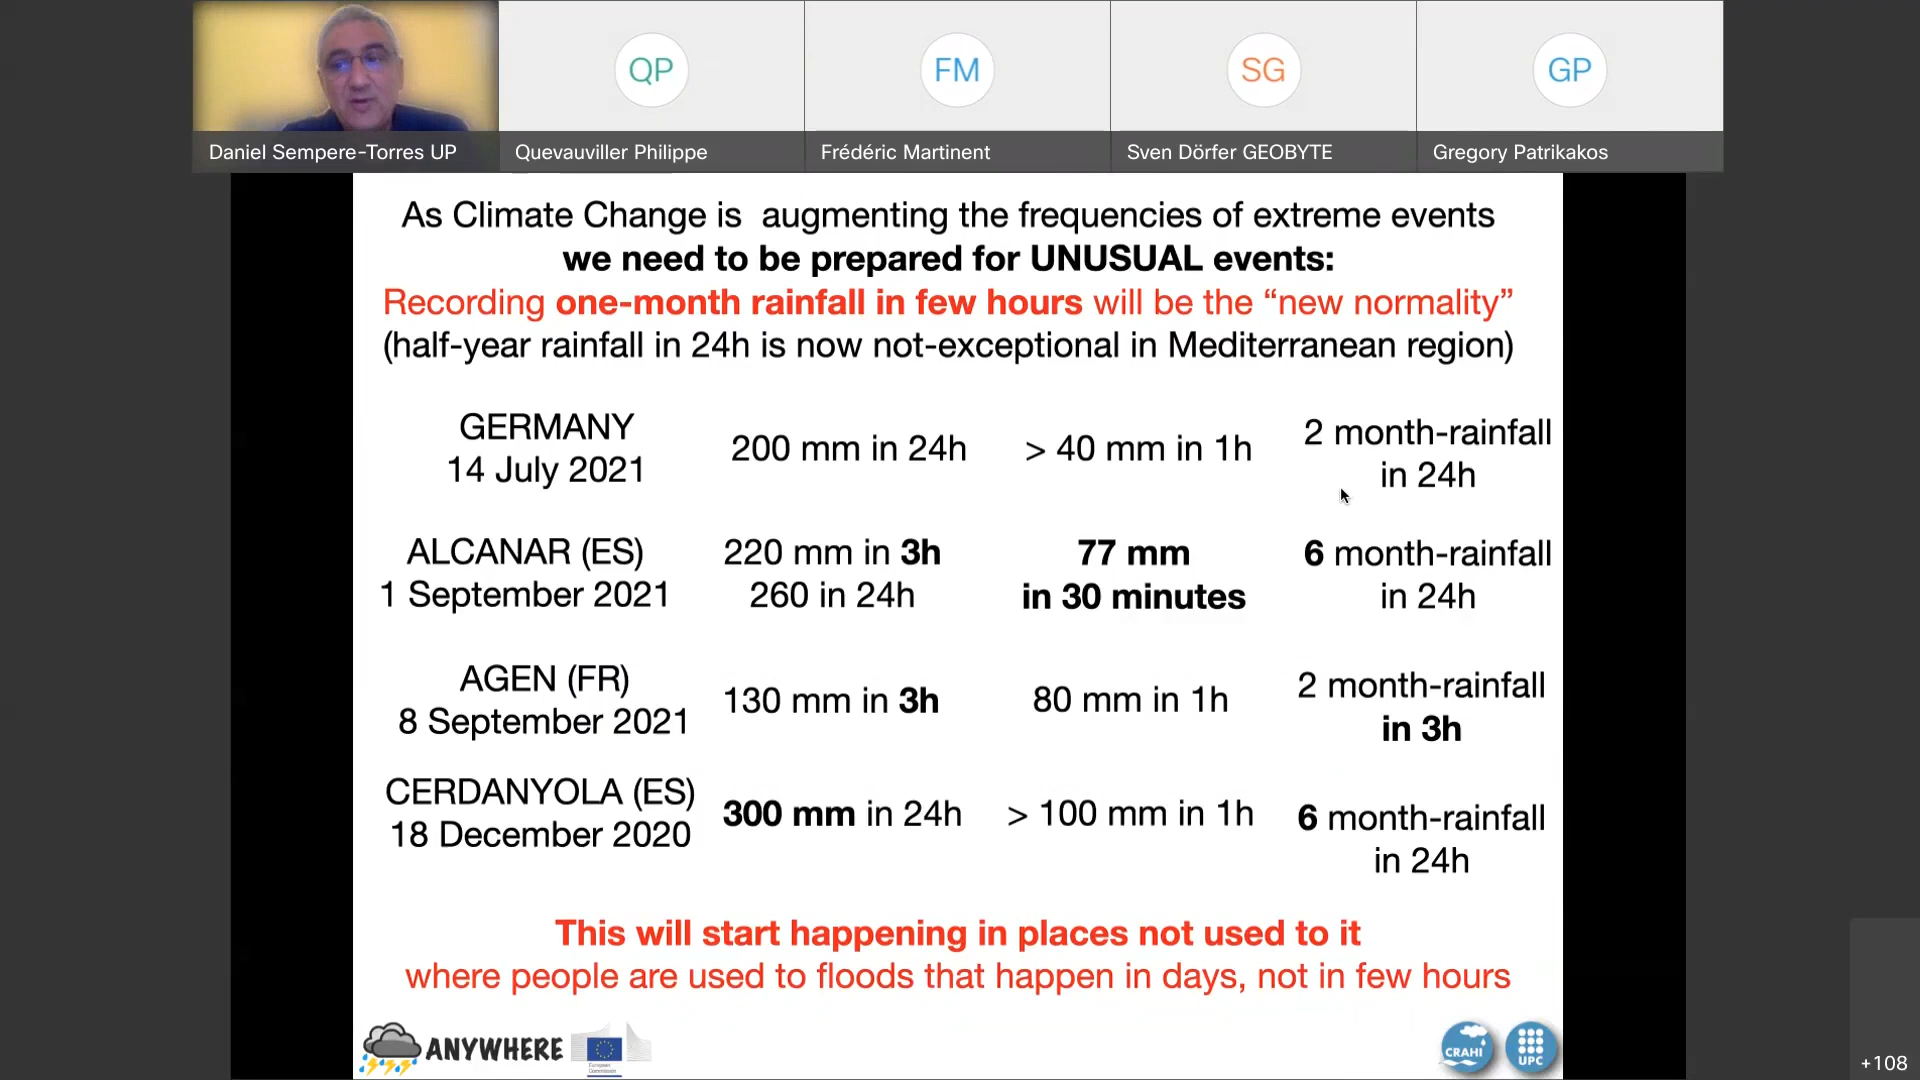 QP
FM
SG
GP
Daniel Sempere-Torres UP
Quevauviller Philippe
Frédéric Martinent
Sven Dörfer GEOBYTE
Gregory Patrikakos
As Climate Change is augmenting the frequencies of extreme events
we need to be prepared for UNUSUAL events:
Recording one-month rainfall in few hours will be the “new normality”
(half-year rainfall in 24h is now not-exceptional in Mediterranean region)
GERMANY
14 July 2021
200 mm in 24h
> 40 mm in 1h
2 month-rainfall
in 24h
ALCANAR (ES)
1 September 2021
220 mm in 3h
260 in 24h
77 mm
in 30 minutes
6 month-rainfall
in 24h
AGEN (FR)
8 September 2021
130 mm in 3h
80 mm in 1h
2 month-rainfall
in 3h
CERDANYOLA (ES)
18 December 2020
300 mm in 24h
> 100 mm in 1h
6 month-rainfall
in 24h
This will start happening in places not used to it
where people are used to floods that happen in days, not in few hours
ANYWHERE
European
Commission
CRAHI
UPC
+108